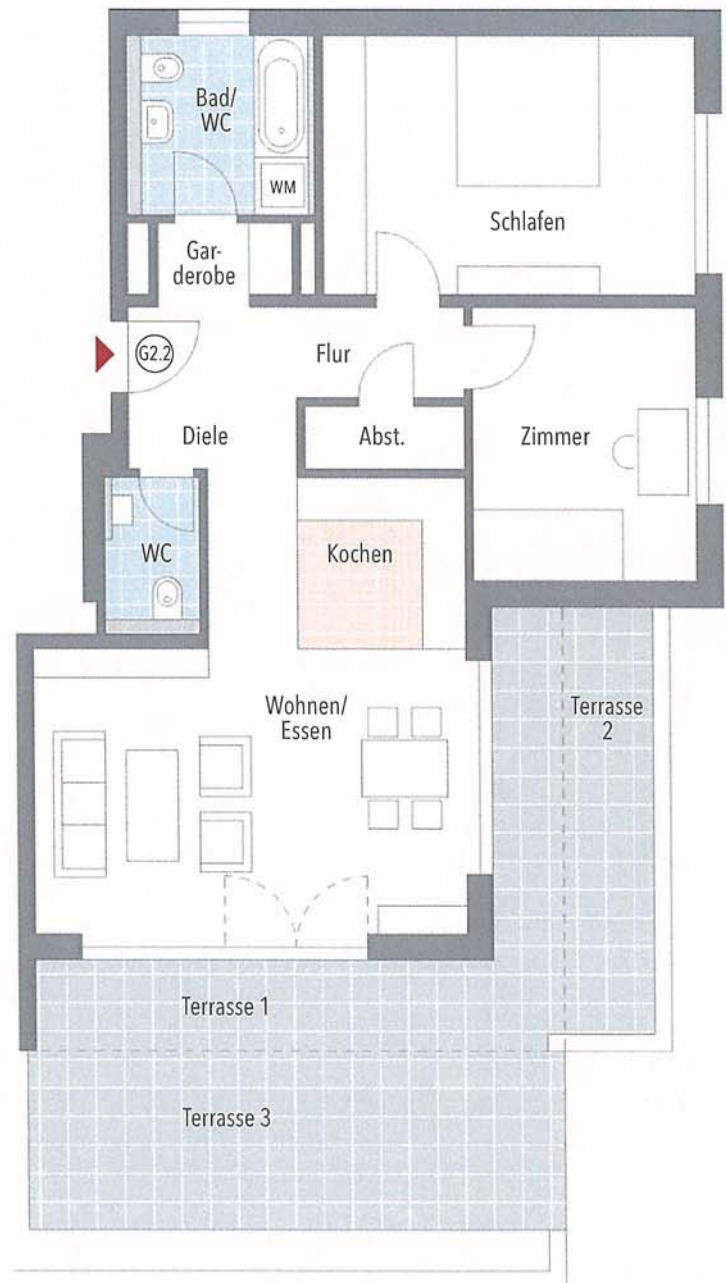 Bad/
WC
WM
Schlafen
Gar-
derobe
G2.2
Flur
Diele
Abst.
Zimmer
WC
Kochen
Wohnen/
Essen
Terrasse
2
Terrasse 1
Terrasse 3